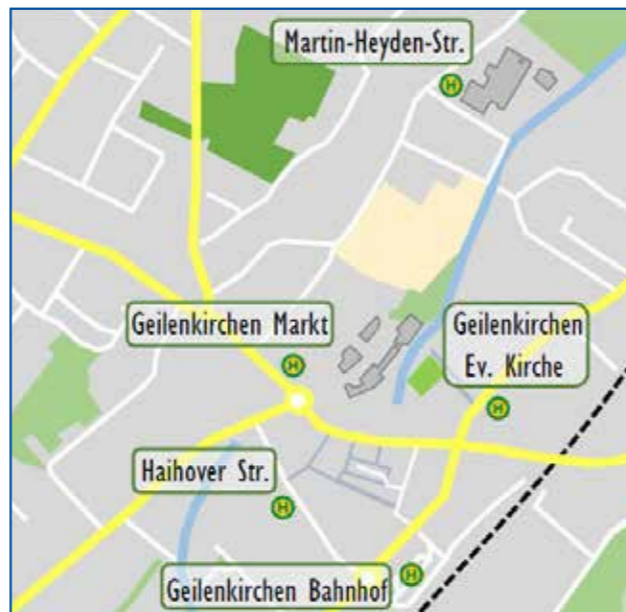 Martin-Heyden-Str.
H
Geilenkirchen Markt
H
Geilenkirchen
Ev. Kirche
H
Haihover Str.
H
Geilenkirchen Bahnhof
H